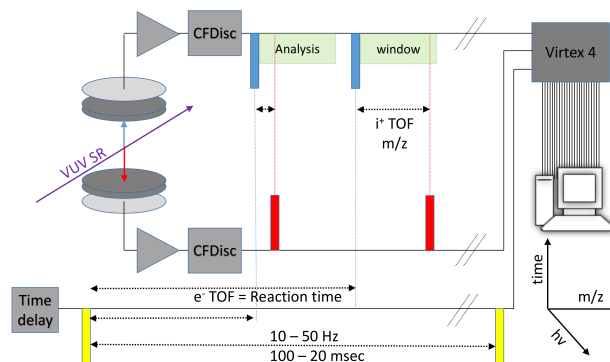 CFDisc
Analysis
window
Virtex 4
VUV SR
i+ TOF
m/z
CFDisc
e- TOF = Reaction time
Time
delay
10 – 50 Hz
100 – 20 msec
time
m/z
hv